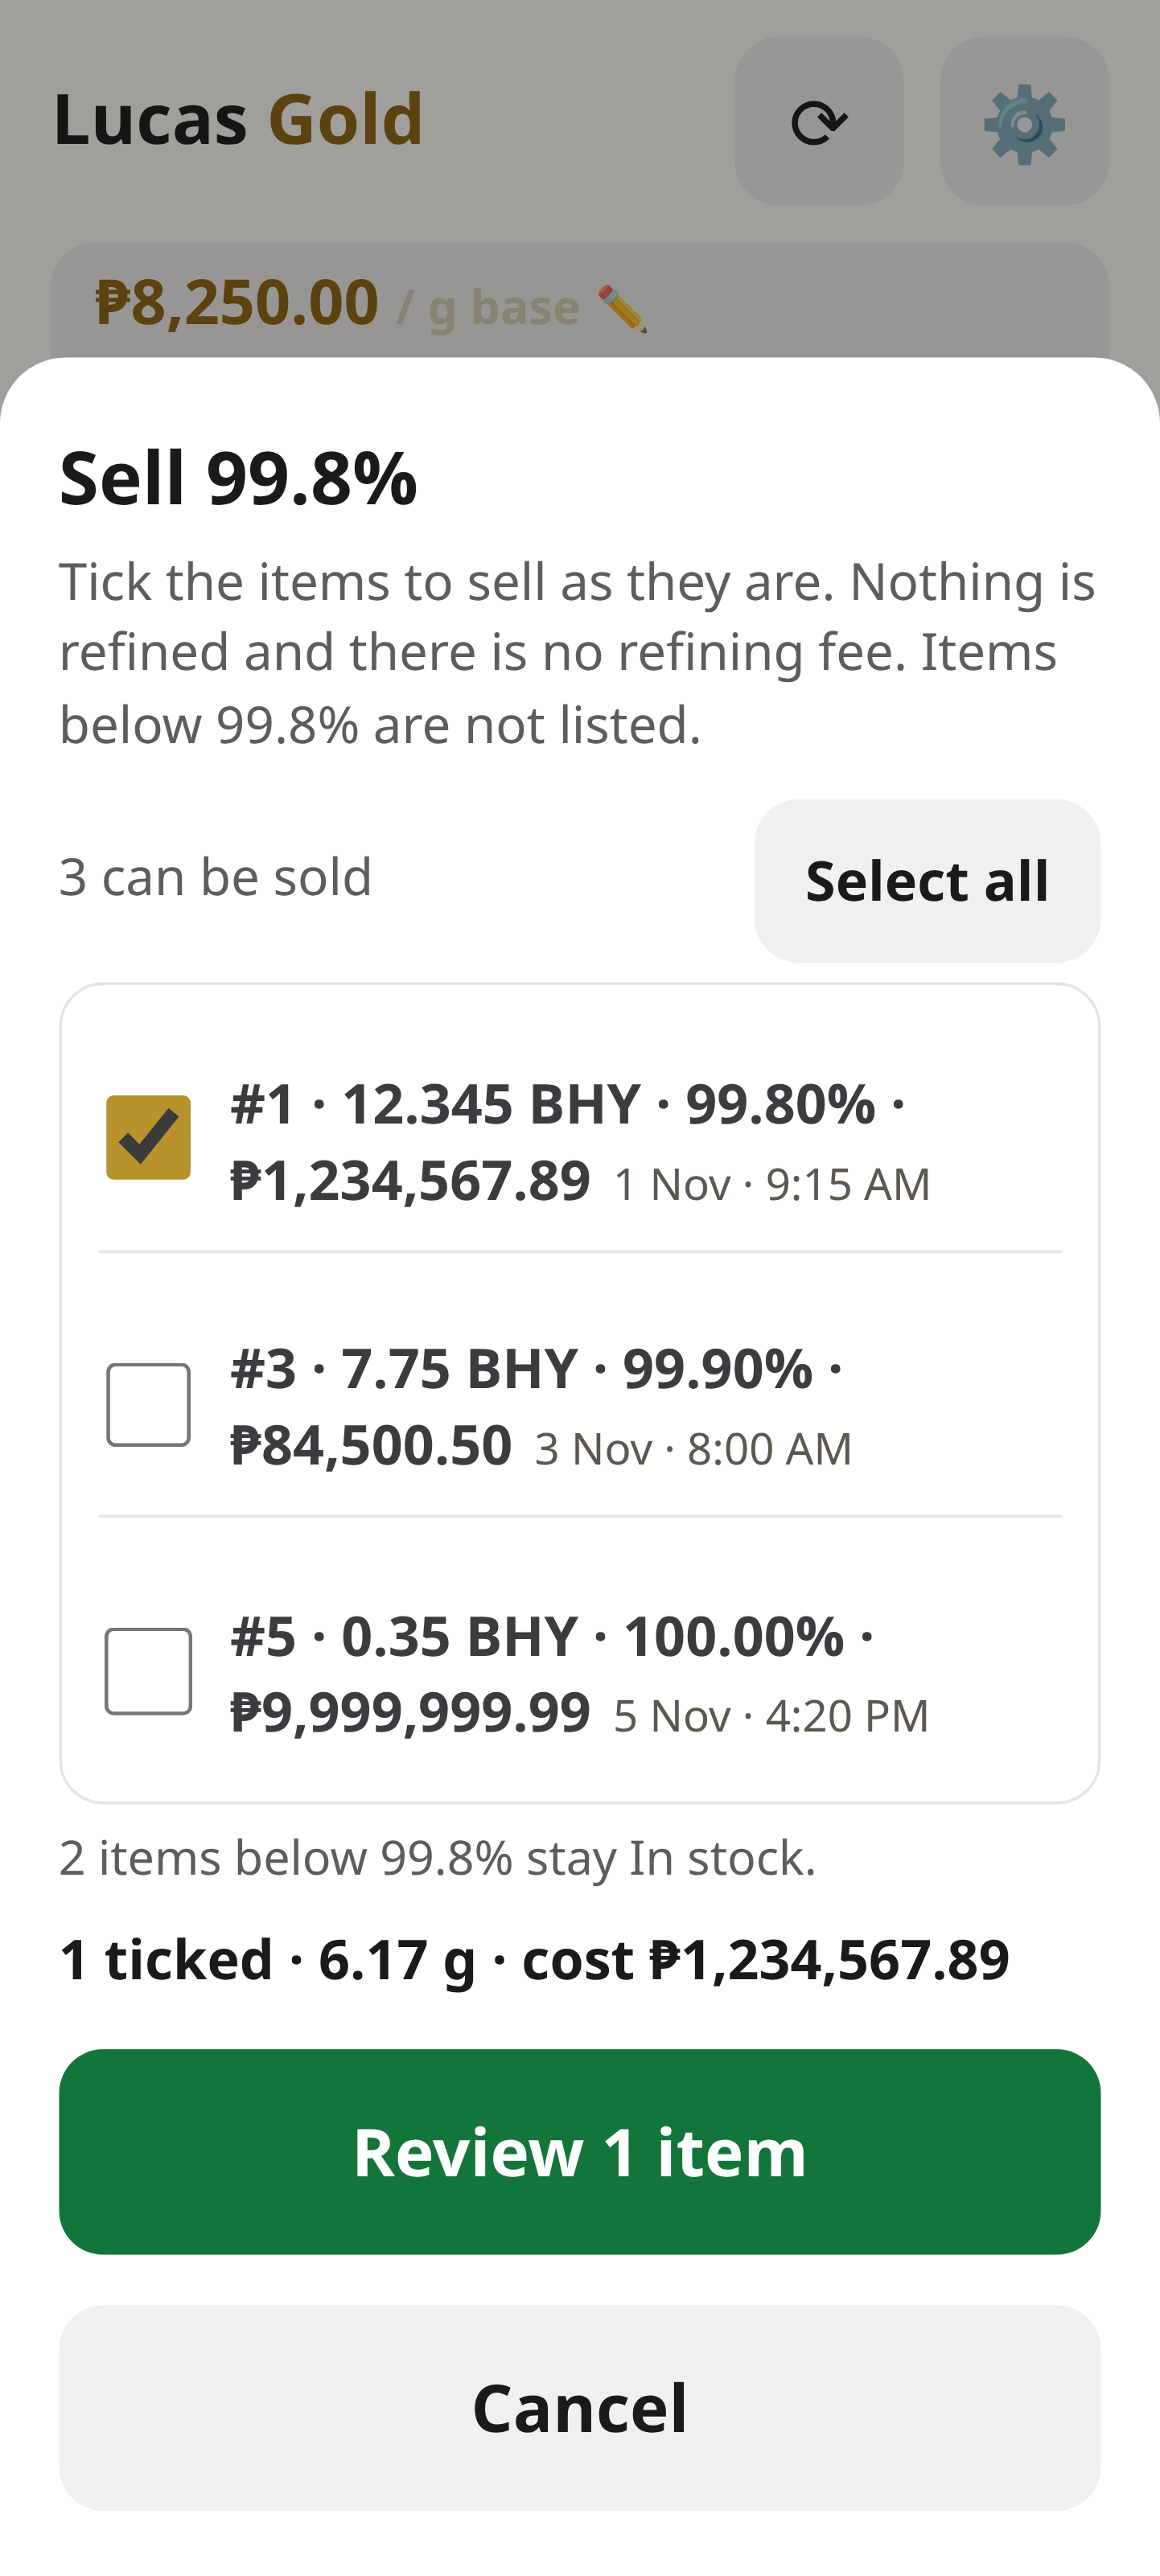 Lucas Gold
₱8,250.00 / g base
Sell 99.8%
Tick the items to sell as they are. Nothing is
refined and there is no refining fee. Items
below 99.8% are not listed.
3 can be sold
Select all
#1 · 12.345 BHY · 99.80% ·
₱1,234,567.89 1 Nov · 9:15 AM
#3 · 7.75 BHY · 99.90% ·
₱84,500.50 3 Nov · 8:00 AM
#5 · 0.35 BHY · 100.00% ·
₱9,999,999.99 5 Nov · 4:20 PM
2 items below 99.8% stay In stock.
1 ticked · 6.17 g · cost ₱1,234,567.89
Review 1 item
Cancel